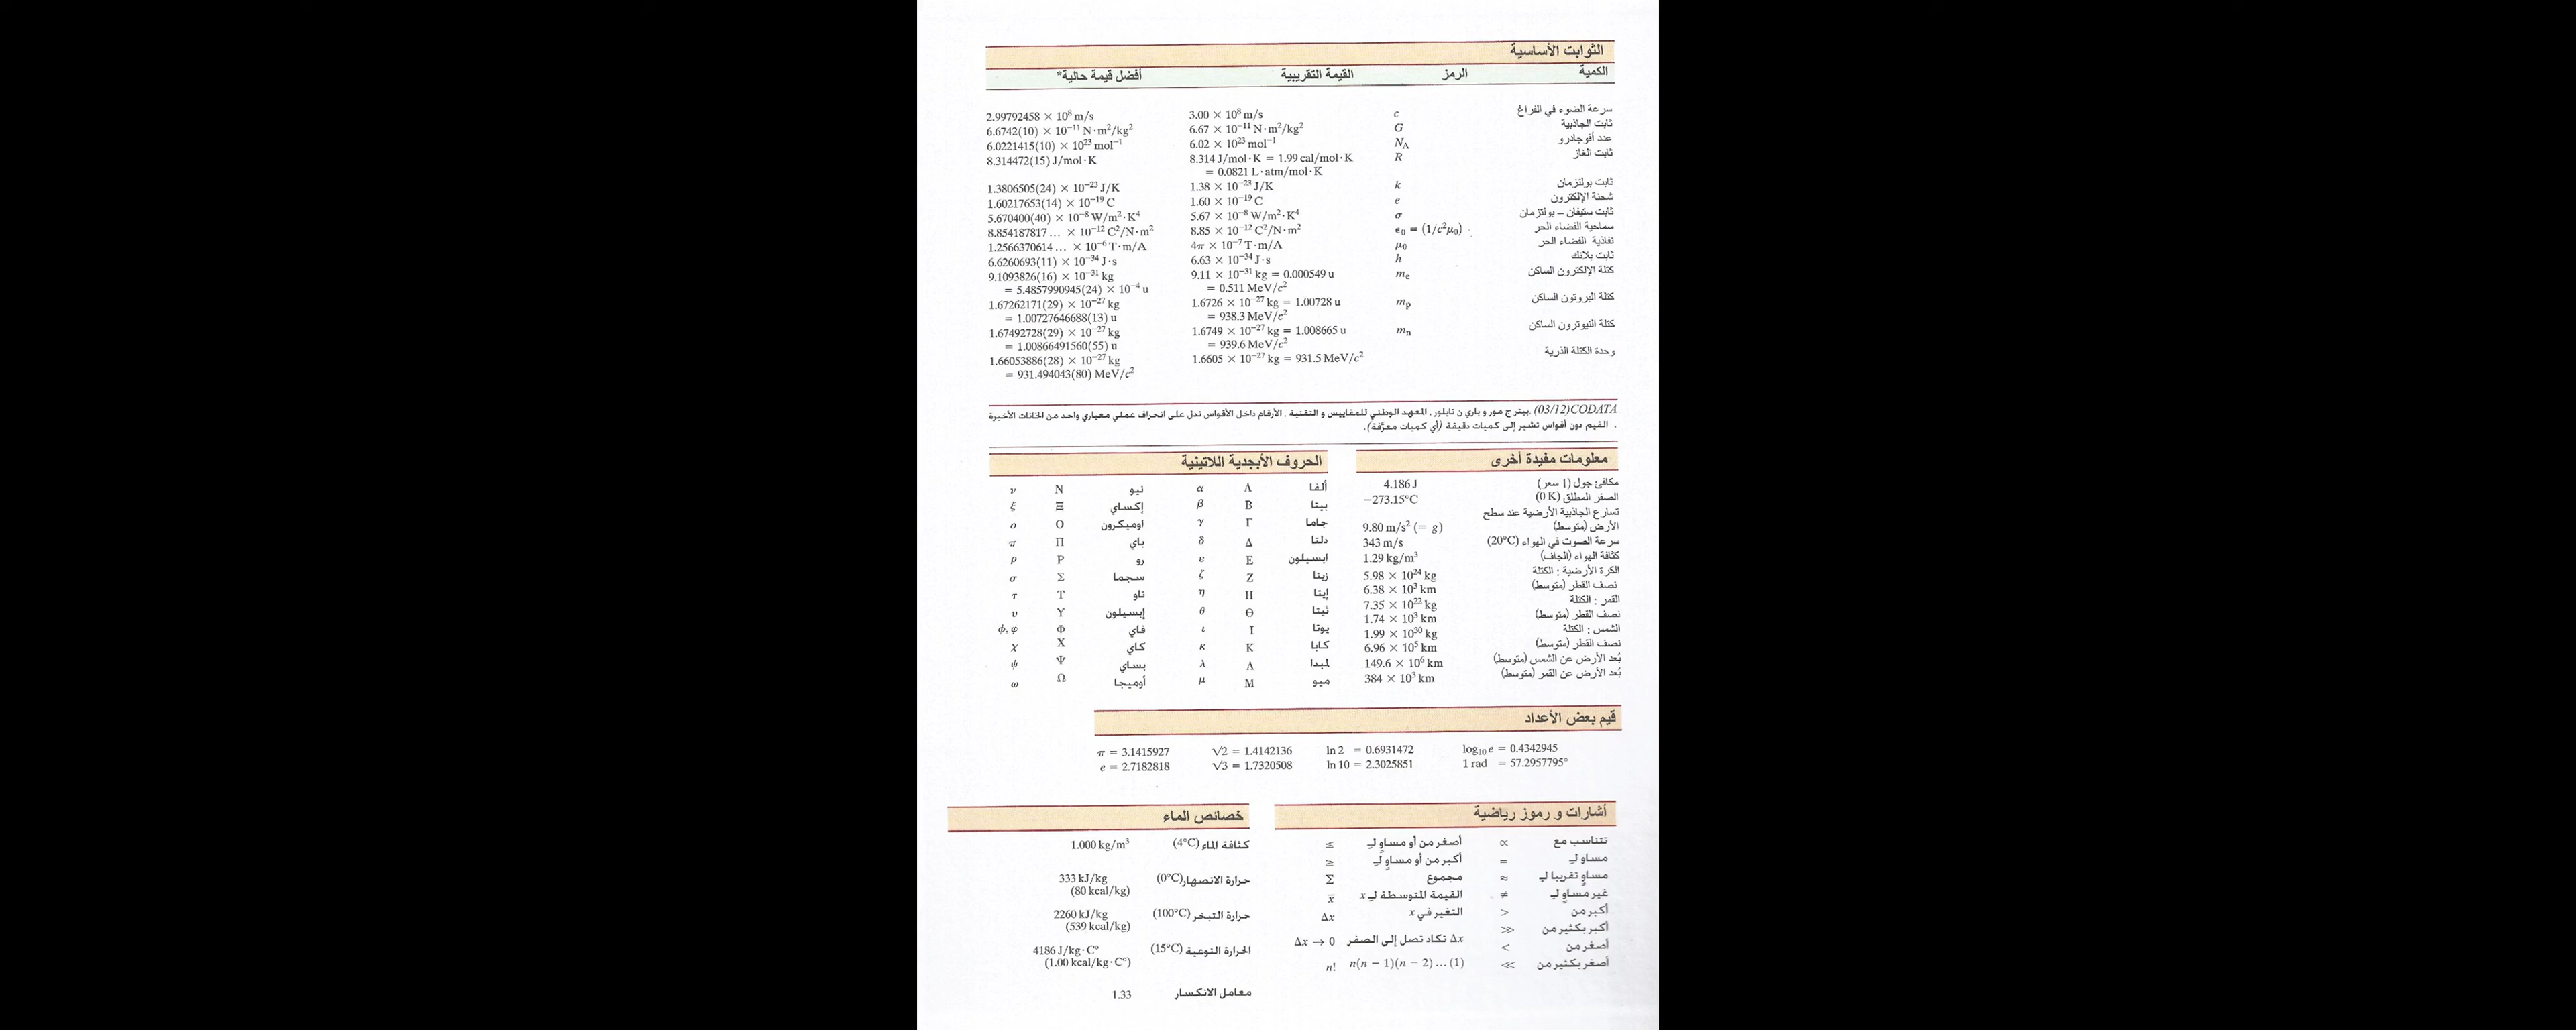 الثوابت الأساسية
الكمية الرمز القيمة التقريبية أفضل قيمة حالية*
سرعة الضوء في الفراغ c 3.00 × 10⁸ m/s 2.99792458 × 10⁸ m/s
ثابت الجاذبية G 6.67 × 10⁻¹¹ N·m²/kg² 6.6742(10) × 10⁻¹¹ N·m²/kg²
عدد أفوجادرو N_A 6.02 × 10²³ mol⁻¹ 6.0221415(10) × 10²³ mol⁻¹
ثابت الغاز R 8.314 J/mol·K = 1.99 cal/mol·K 8.314472(15) J/mol·K
= 0.0821 L·atm/mol·K
ثابت بولتزمان k 1.38 × 10⁻²³ J/K 1.3806505(24) × 10⁻²³ J/K
شحنة الإلكترون e 1.60 × 10⁻¹⁹ C 1.60217653(14) × 10⁻¹⁹ C
ثابت ستيفان – بولتزمان σ 5.67 × 10⁻⁸ W/m²·K⁴ 5.670400(40) × 10⁻⁸ W/m²·K⁴
سماحية الفضاء الحر ϵ₀ = (1/c²μ₀) 8.85 × 10⁻¹² C²/N·m² 8.854187817... × 10⁻¹² C²/N·m²
نفاذية الفضاء الحر μ₀ 4π × 10⁻⁷ T·m/A 1.2566370614... × 10⁻⁶ T·m/A
ثابت بلانك h 6.63 × 10⁻³⁴ J·s 6.6260693(11) × 10⁻³⁴ J·s
كتلة الإلكترون الساكن mₑ 9.11 × 10⁻³¹ kg = 0.000549 u 9.1093826(16) × 10⁻³¹ kg
= 0.511 MeV/c² = 5.4857990945(24) × 10⁻⁴ u
كتلة البروتون الساكن m_p 1.6726 × 10⁻²⁷ kg = 1.00728 u 1.67262171(29) × 10⁻²⁷ kg
= 938.3 MeV/c² = 1.00727646688(13) u
كتلة النيوترون الساكن m_n 1.6749 × 10⁻²⁷ kg = 1.008665 u 1.67492728(29) × 10⁻²⁷ kg
= 939.6 MeV/c² = 1.00866491560(55) u
وحدة الكتلة الذرية 1.6605 × 10⁻²⁷ kg = 931.5 MeV/c² 1.66053886(28) × 10⁻²⁷ kg
= 931.494043(80) MeV/c²
CODATA(03/12)، بيتر ج مور و باري ن تايلور، المعهد الوطني للمقاييس و التقنية . الأرقام داخل الأقواس تدل على انحراف عملي معياري واحد من الخانات الأخيرة
. القيم دون أقواس تشير إلى كميات دقيقة (أي كميات معرَّفة).
معلومات مفيدة أخرى
مكافئ جول (1 سعر) 4.186 J
الصفر المطلق (0 K) −273.15°C
تسارع الجاذبية الأرضية عند سطح
الأرض (متوسط) 9.80 m/s² (= g)
سرعة الصوت في الهواء (20°C) 343 m/s
كثافة الهواء (الجاف) 1.29 kg/m³
الكرة الأرضية : الكتلة 5.98 × 10²⁴ kg
نصف القطر (متوسط) 6.38 × 10³ km
القمر : الكتلة 7.35 × 10²² kg
نصف القطر (متوسط) 1.74 × 10³ km
الشمس : الكتلة 1.99 × 10³⁰ kg
نصف القطر (متوسط) 6.96 × 10⁵ km
بُعد الأرض عن الشمس (متوسط) 149.6 × 10⁶ km
بُعد الأرض عن القمر (متوسط) 384 × 10³ km
الحروف الأبجدية اللاتينية
ألفا Α α نيو Ν ν
بيتا Β β إكساي Ξ ξ
جاما Γ γ اوميكرون Ο ο
دلتا Δ δ باي Π π
ابسيلون Ε ε رو Ρ ρ
زيتا Ζ ζ سجما Σ σ
إيتا Η η تاو Τ τ
ثيتا Θ θ إبسيلون Υ υ
يوتا Ι ι فاي Φ ϕ, φ
كابا Κ κ كاي Χ χ
لمبدا Λ λ بساي Ψ ψ
ميو Μ μ أوميجا Ω ω
قيم بعض الأعداد
π = 3.1415927 √2 = 1.4142136 ln 2 = 0.6931472 log₁₀ e = 0.4342945
e = 2.7182818 √3 = 1.7320508 ln 10 = 2.3025851 1 rad = 57.2957795°
أشارات و رموز رياضية
تتناسب مع ∝ أصغر من أو مساوٍ لـِ ≤
مساو لـِ = أكبر من أو مساوٍ لـِ ≥
مساوٍ تقريبا لـِ ≈ مجموع Σ
غير مساوٍ لـِ ≠ القيمة المتوسطة لـِ x x̄
أكبر من > التغير في x Δx
أكبر بكثير من ≫
أصغر من < Δx تكاد تصل إلى الصفر Δx → 0
أصغر بكثير من ≪ n(n − 1)(n − 2)...(1) n!
خصائص الماء
كثافة الماء (4°C) 1.000 kg/m³
حرارة الانصهار(0°C) 333 kJ/kg
(80 kcal/kg)
حرارة التبخر (100°C) 2260 kJ/kg
(539 kcal/kg)
الحرارة النوعية (15°C) 4186 J/kg·C°
(1.00 kcal/kg·C°)
معامل الانكسار 1.33